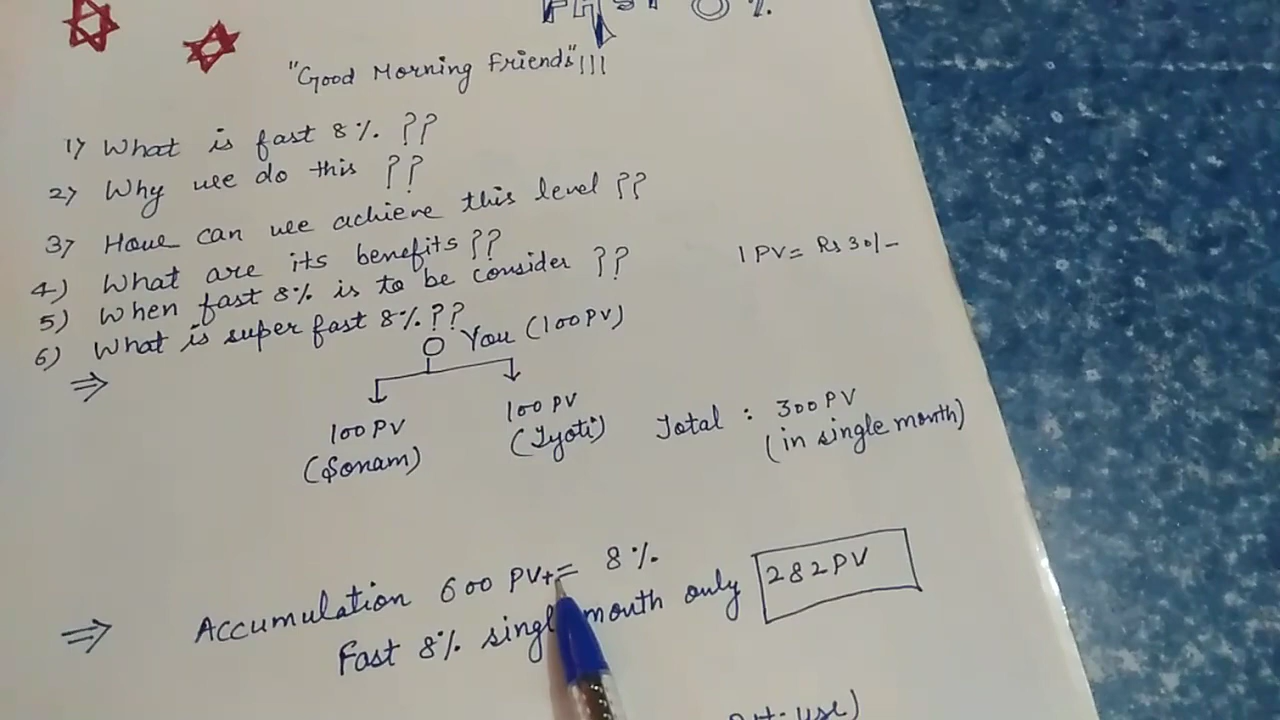 FAST 8%
"Good Morning Friends"!!!
1) What is fast 8% ??
2) Why we do this ??
3) How can we achieve this level ??
4) What are its benefits ??
1 PV = Rs 30/-
5) When fast 8% is to be consider ??
6) What is super fast 8% ??
⇒ You (100 PV)
100 PV
(Sonam)
100 PV
(Jyoti)
Total : 300 PV
(in single month)
⇒ Accumulation 600 PV+ = 8%
Fast 8% single month only 282 PV